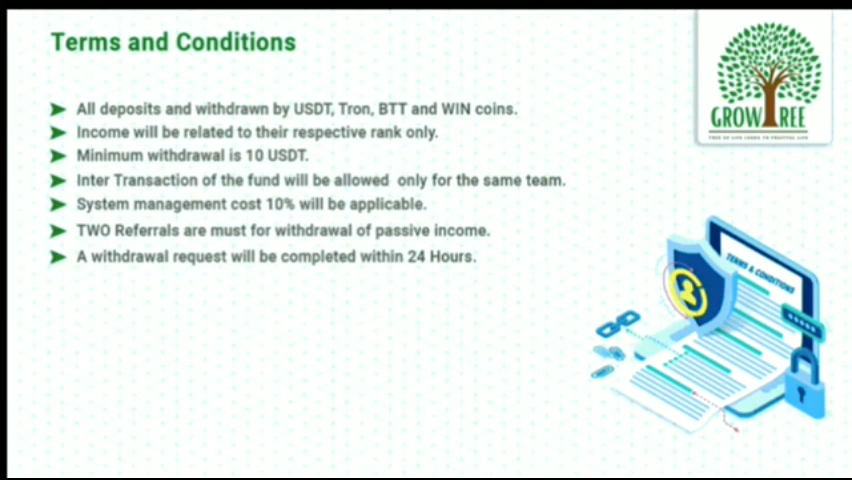 Terms and Conditions
All deposits and withdrawn by USDT, Tron, BTT and WIN coins.
Income will be related to their respective rank only.
Minimum withdrawal is 10 USDT.
Inter Transaction of the fund will be allowed only for the same team.
System management cost 10% will be applicable.
TWO Referrals are must for withdrawal of passive income.
A withdrawal request will be completed within 24 Hours.
GROW TREE
TERMS & CONDITIONS